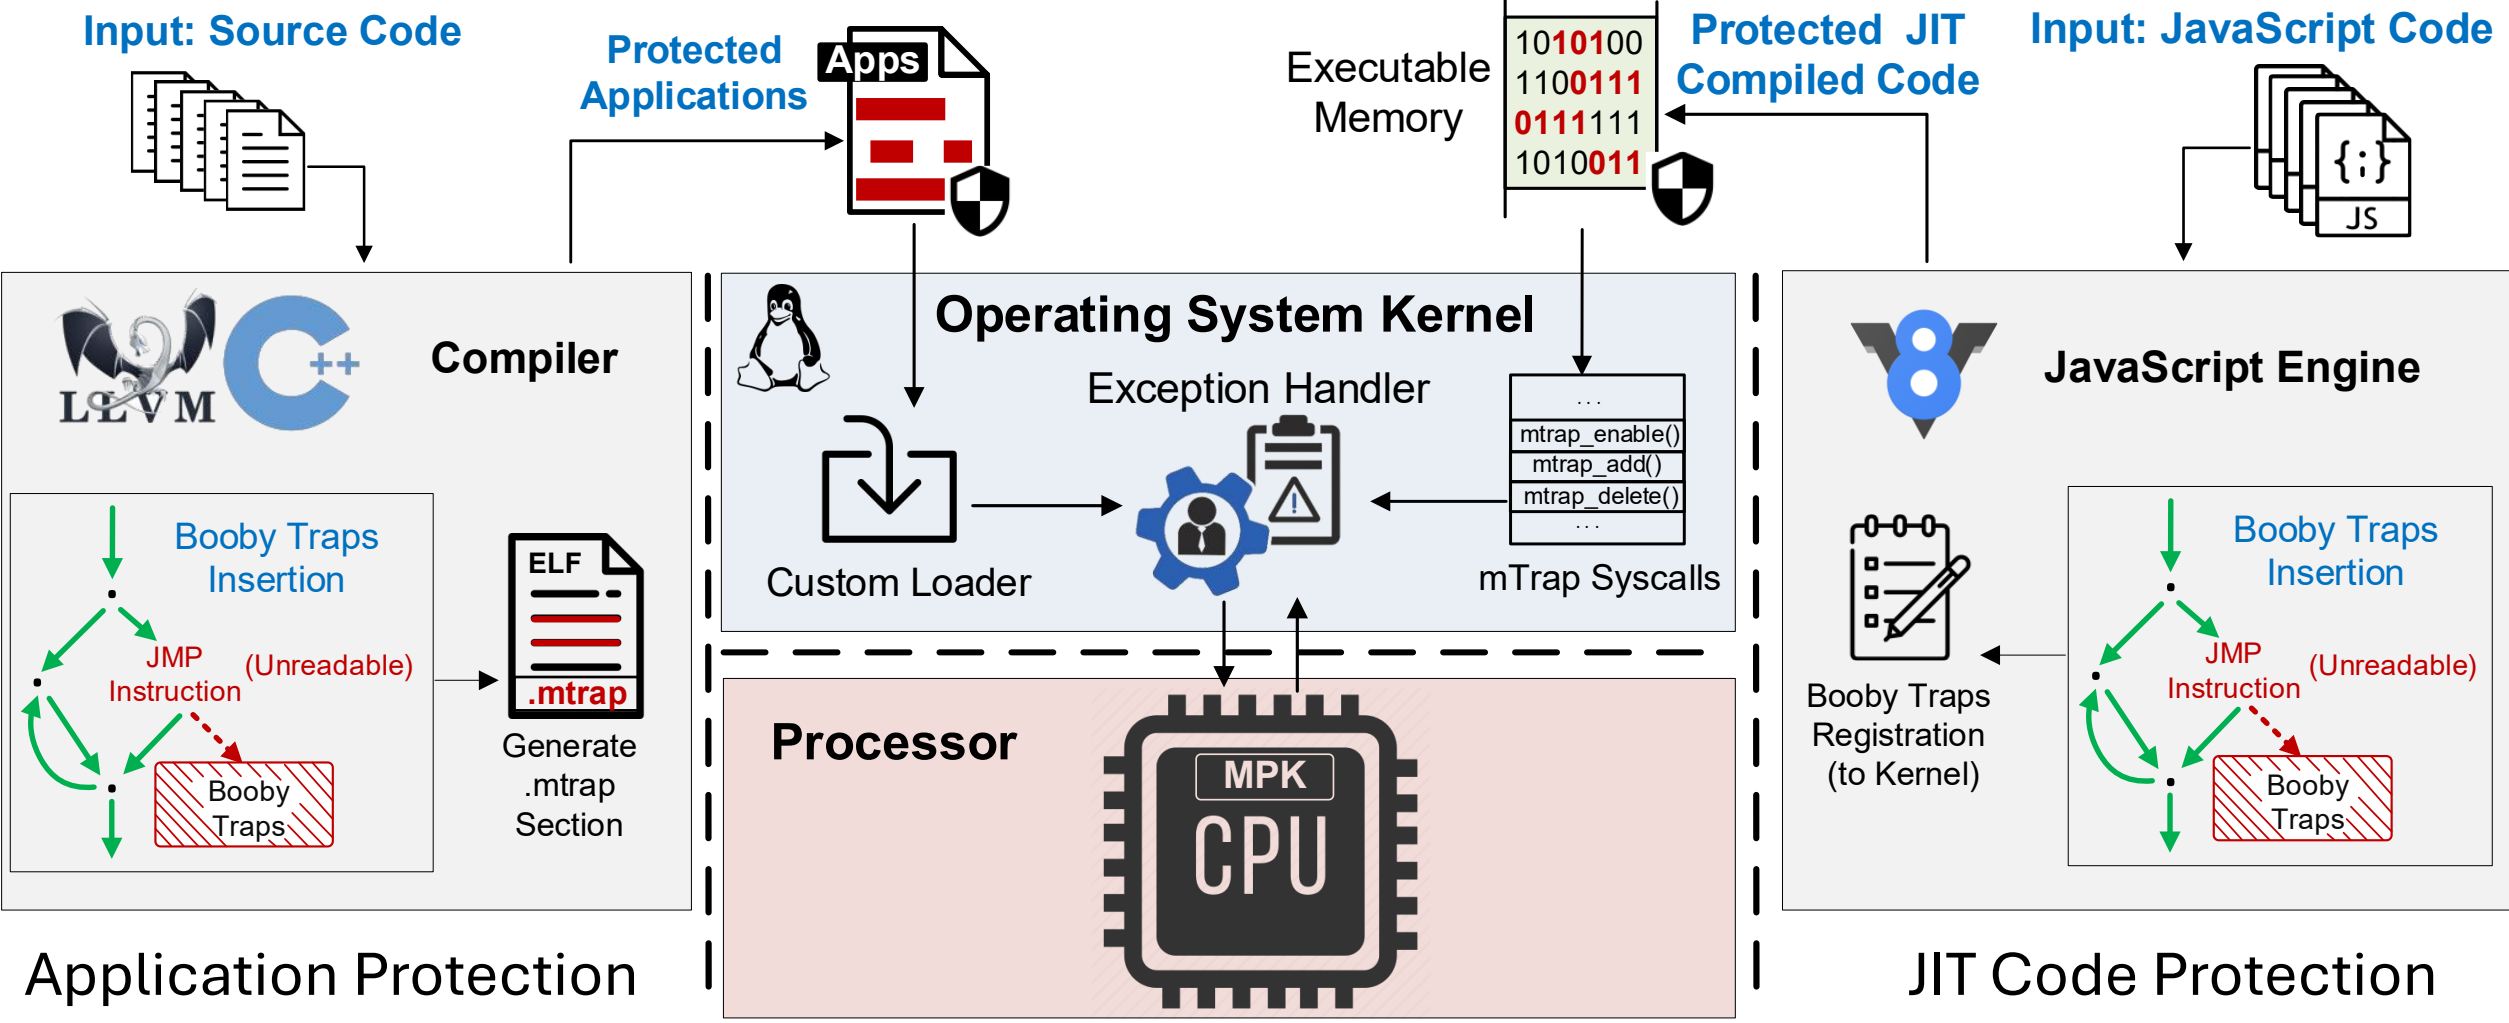 Input: Source Code
Protected
Applications
Apps
Executable
Memory
1010100
1100111
0111111
1010011
Protected JIT
Compiled Code
Input: JavaScript Code
{;}
JS
LLVM
C++
Compiler
Booby Traps
Insertion
JMP
Instruction
(Unreadable)
Booby
Traps
ELF
.mtrap
Generate
.mtrap
Section
Operating System Kernel
Exception Handler
Custom Loader
...
mtrap_enable()
mtrap_add()
mtrap_delete()
...
mTrap Syscalls
Processor
MPK
CPU
8
JavaScript Engine
Booby Traps
Registration
(to Kernel)
Booby Traps
Insertion
JMP
Instruction
(Unreadable)
Booby
Traps
Application Protection
JIT Code Protection